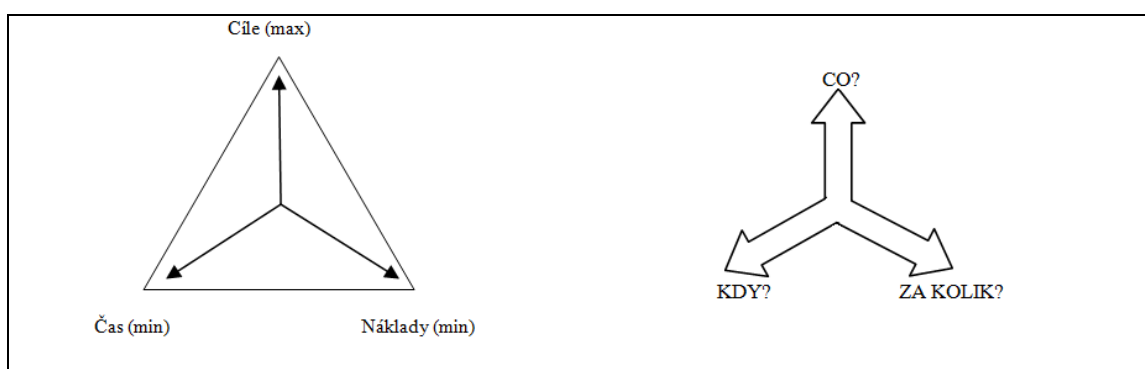 Cíle (max)
Čas (min)
Náklady (min)
CO?
KDY?
ZA KOLIK?